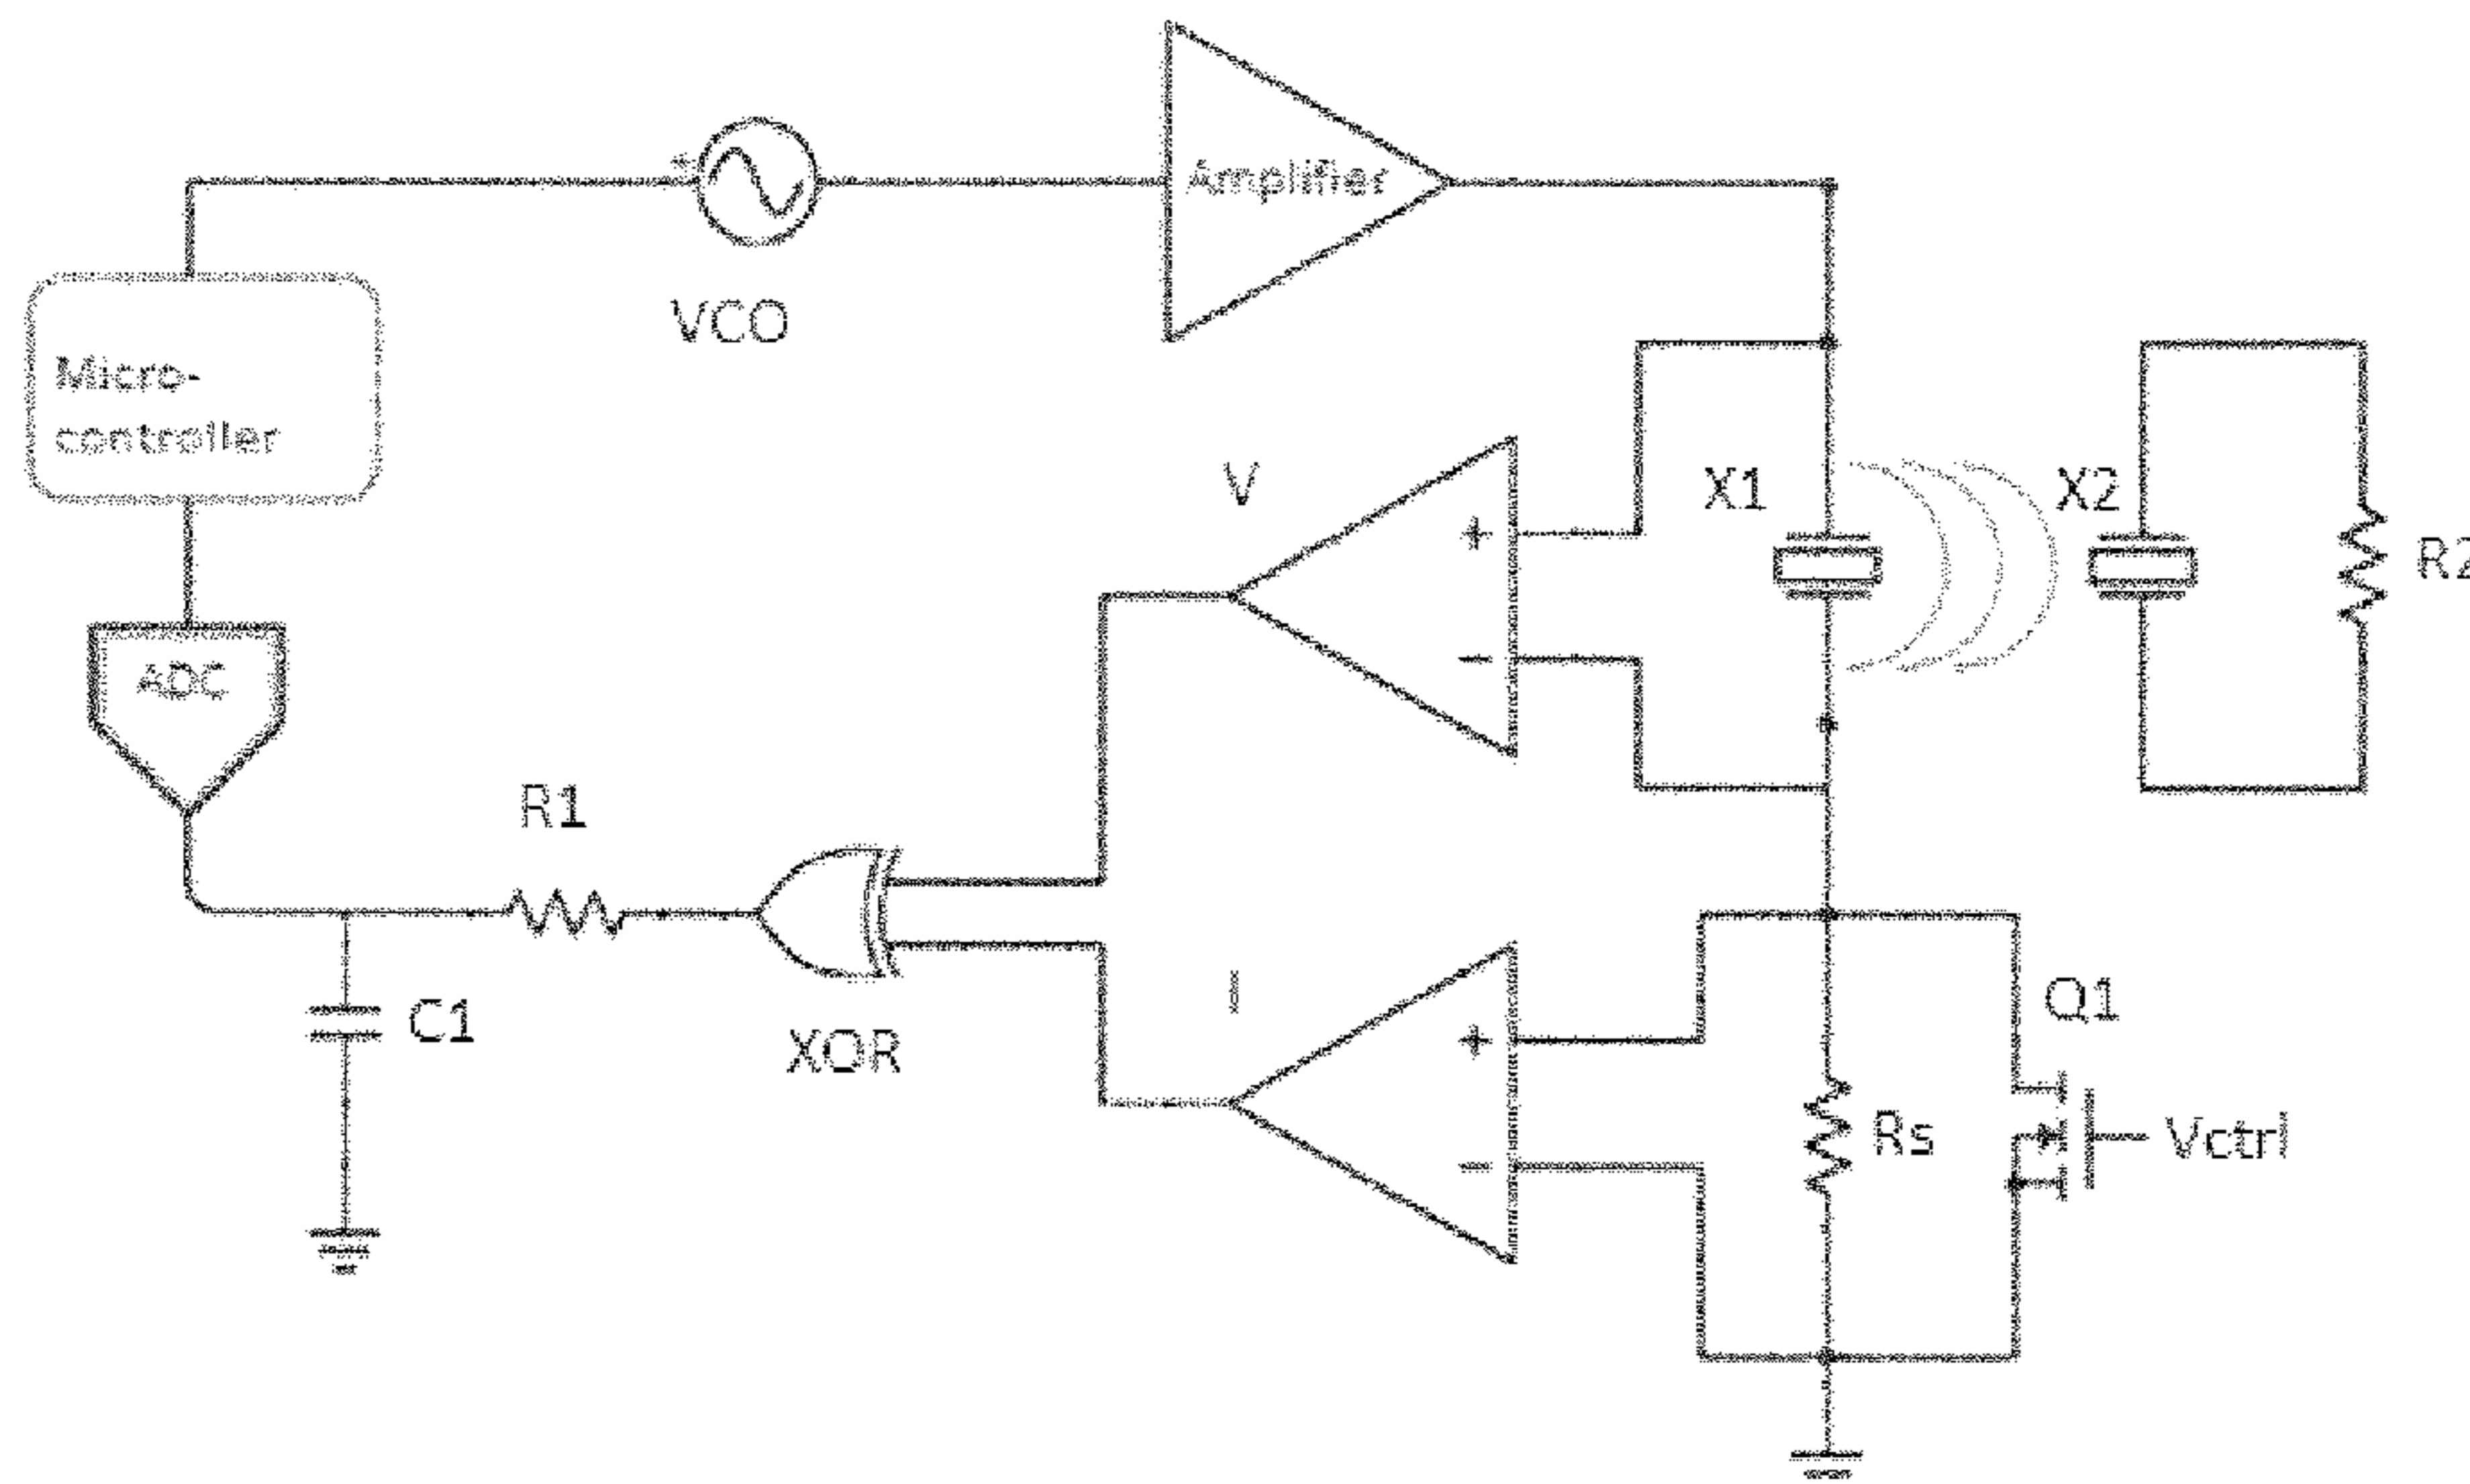 Amplifier
VCO
Micro-
controller
V
+
−
X1
X2
R2
ADC
R1
XOR
C1
I
+
−
Rs
Q1
Vctrl